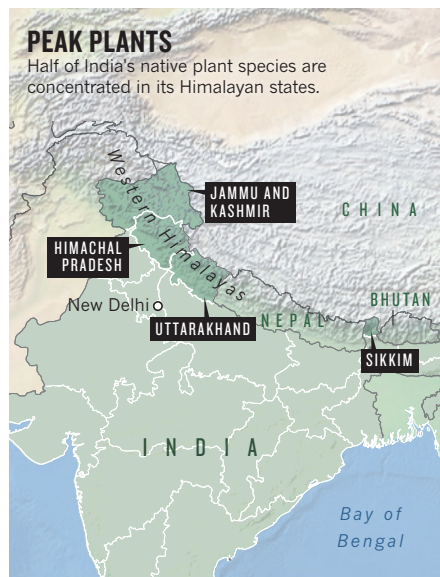 PEAK PLANTS
Half of India's native plant species are
concentrated in its Himalayan states.
Western Himalayas
JAMMU AND
KASHMIR
CHINA
HIMACHAL
PRADESH
New Delhi
UTTARAKHAND
NEPAL
BHUTAN
SIKKIM
INDIA
Bay of
Bengal